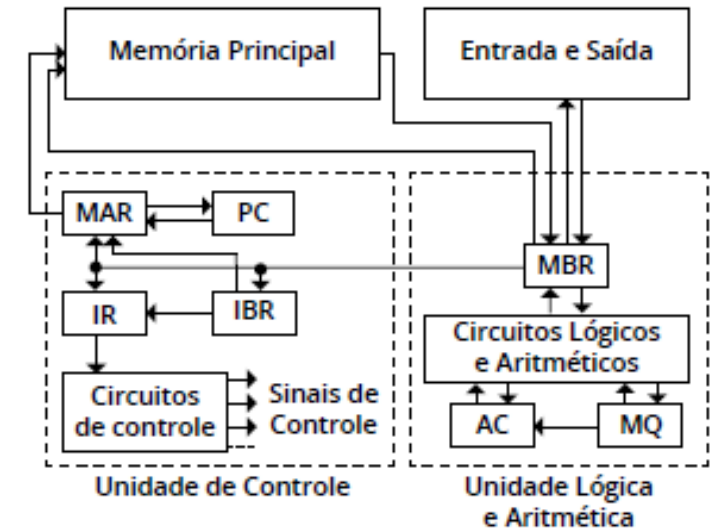 Memória Principal
Entrada e Saída
MAR
PC
MBR
IR
IBR
Circuitos Lógicos
e Aritméticos
Circuitos
de controle
Sinais de
Controle
AC
MQ
Unidade de Controle
Unidade Lógica
e Aritmética